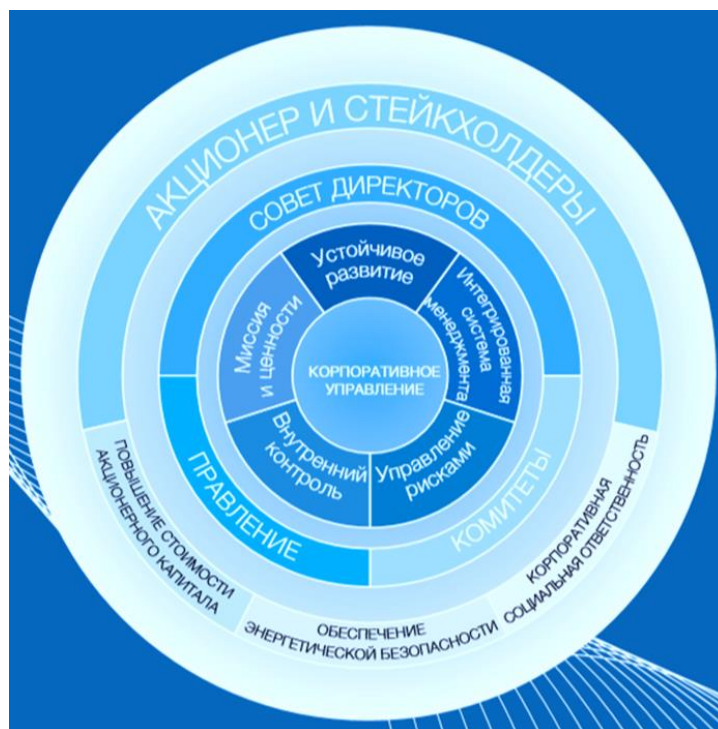 АКЦИОНЕР И СТЕЙКХОЛДЕРЫ
СОВЕТ ДИРЕКТОРОВ
Устойчивое
развитие
Миссия
и ценности
Интегрированная
система
менеджмента
КОРПОРАТИВНОЕ
УПРАВЛЕНИЕ
Внутренний
контроль
Управление
рисками
ПРАВЛЕНИЕ
КОМИТЕТЫ
ПОВЫШЕНИЕ СТОИМОСТИ
АКЦИОНЕРНОГО КАПИТАЛА
ОБЕСПЕЧЕНИЕ
ЭНЕРГЕТИЧЕСКОЙ БЕЗОПАСНОСТИ
КОРПОРАТИВНАЯ
СОЦИАЛЬНАЯ ОТВЕТСТВЕННОСТЬ